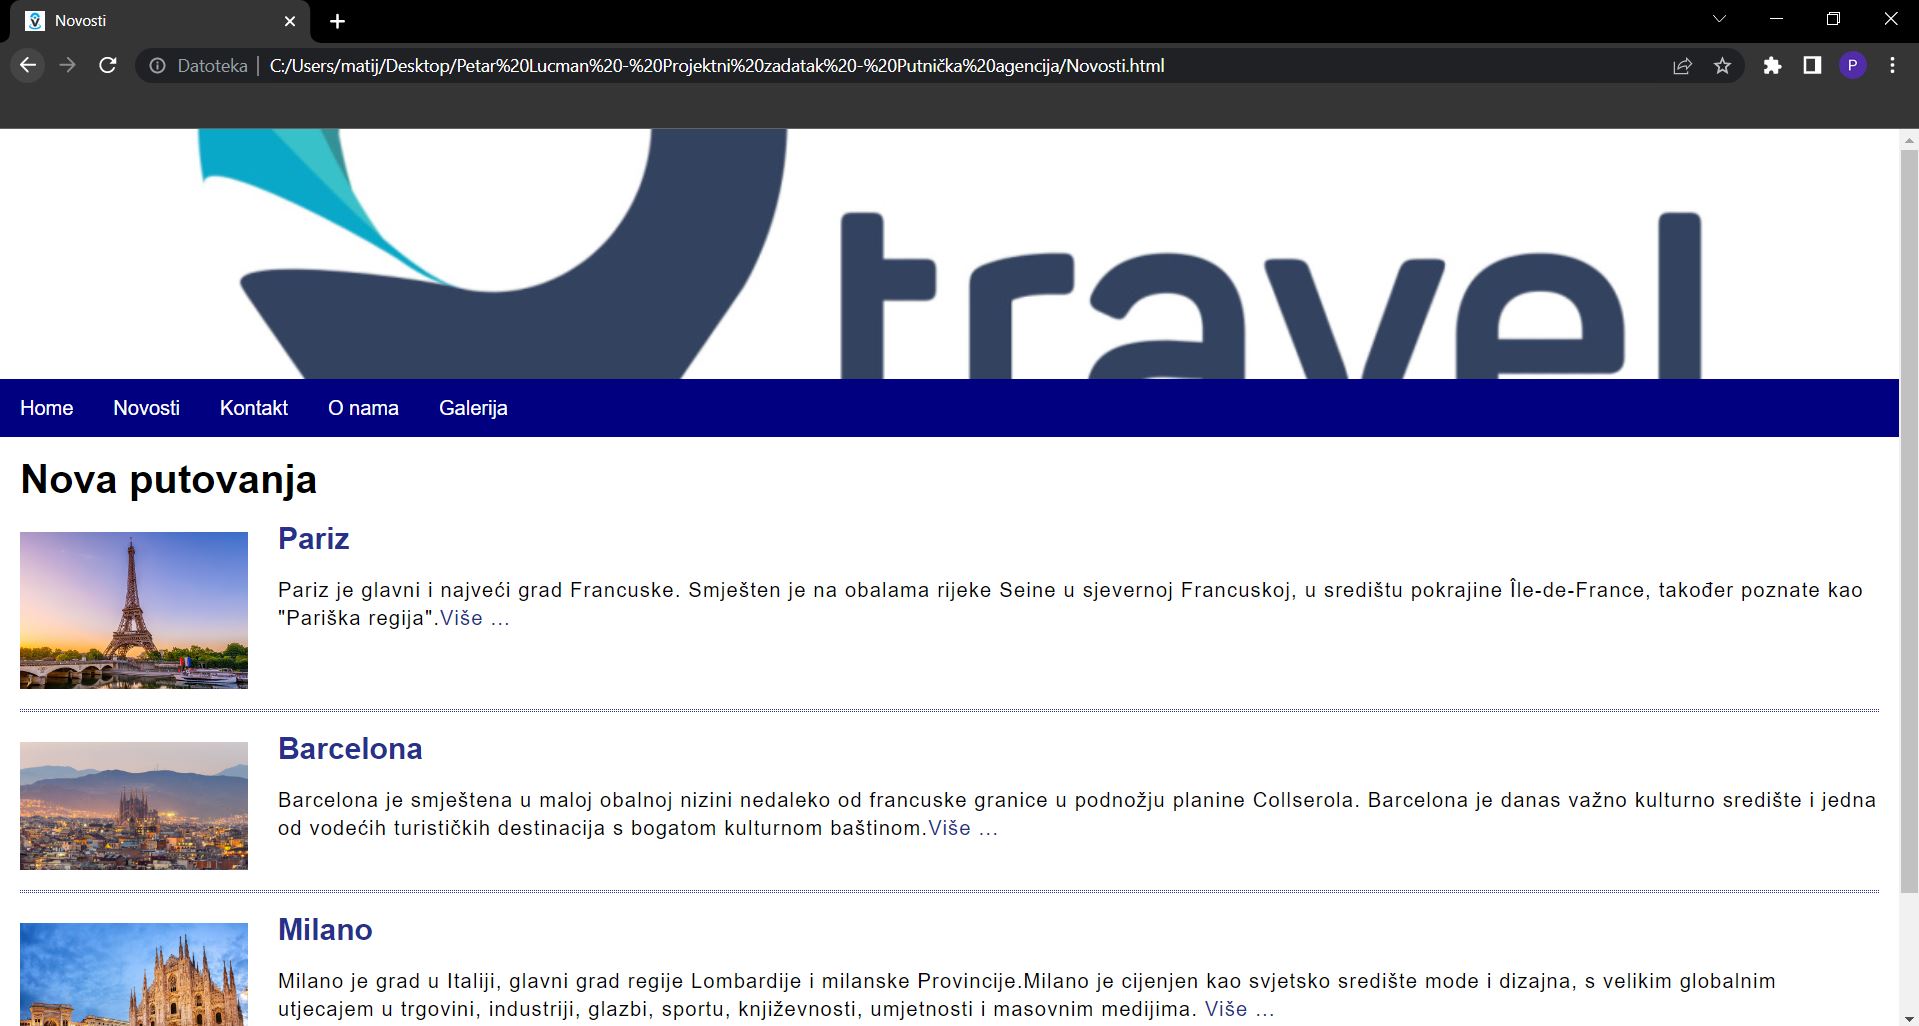 Novosti
Datoteka | C:/Users/matij/Desktop/Petar%20Lucman%20-%20Projektni%20zadatak%20-%20Putnička%20agencija/Novosti.html
P
travel
Home Novosti Kontakt O nama Galerija
Nova putovanja
Pariz
Pariz je glavni i najveći grad Francuske. Smješten je na obalama rijeke Seine u sjevernoj Francuskoj, u središtu pokrajine Île-de-France, također poznate kao
"Pariška regija".Više ...
Barcelona
Barcelona je smještena u maloj obalnoj nizini nedaleko od francuske granice u podnožju planine Collserola. Barcelona je danas važno kulturno središte i jedna
od vodećih turističkih destinacija s bogatom kulturnom baštinom.Više ...
Milano
Milano je grad u Italiji, glavni grad regije Lombardije i milanske Provincije.Milano je cijenjen kao svjetsko središte mode i dizajna, s velikim globalnim
utjecajem u trgovini, industriji, glazbi, sportu, književnosti, umjetnosti i masovnim medijima. Više ...